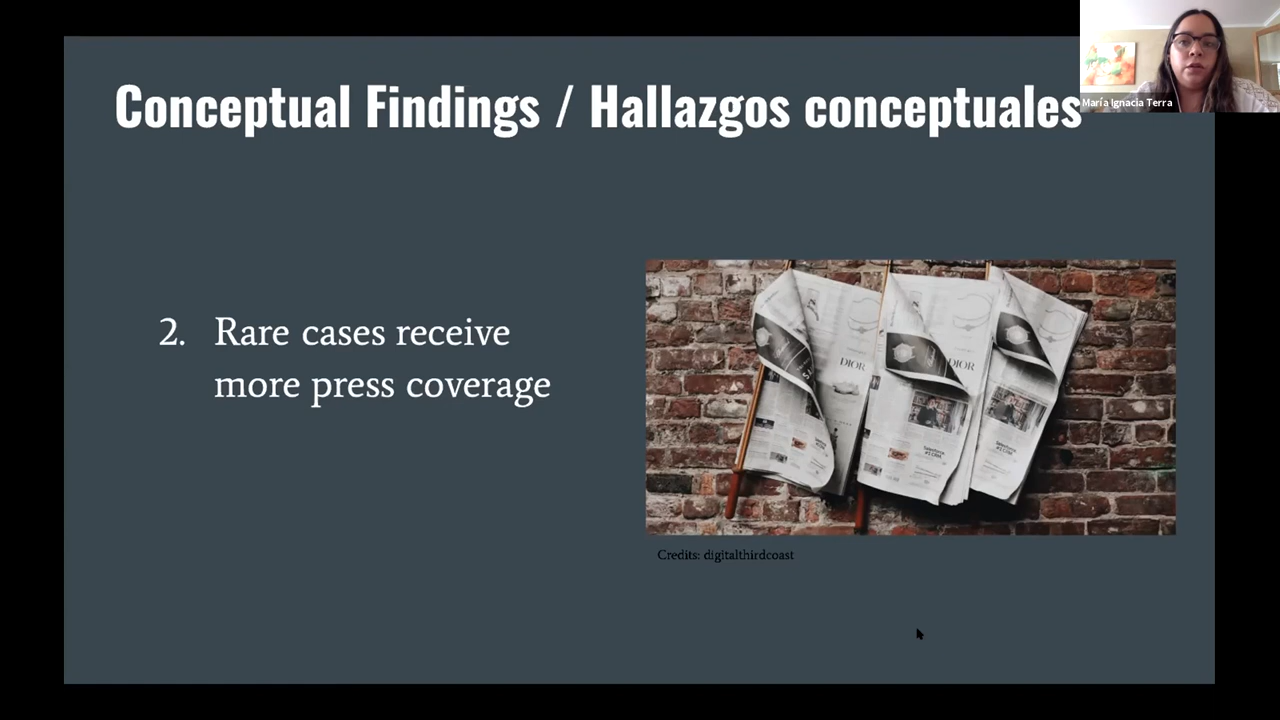 Conceptual Findings / Hallazgos conceptuales
María Ignacia Terra
2. Rare cases receive
more press coverage
DIOR
DIOR
Credits: digitalthirdcoast